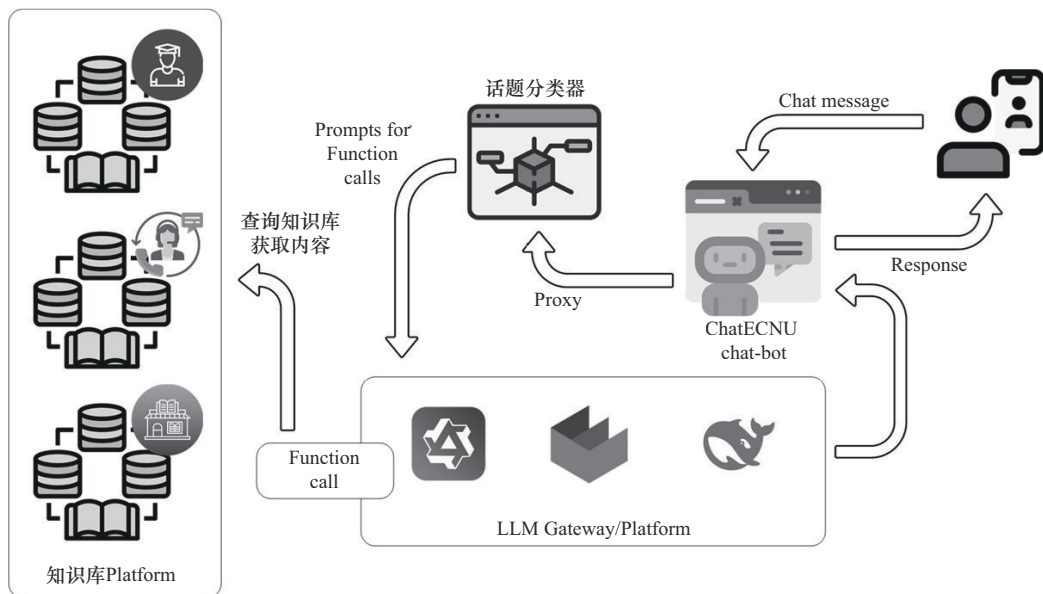 话题分类器
Chat message
Prompts for
Function
calls
查询知识库
获取内容
Response
Proxy
ChatECNU
chat-bot
Function
call
LLM Gateway/Platform
知识库Platform